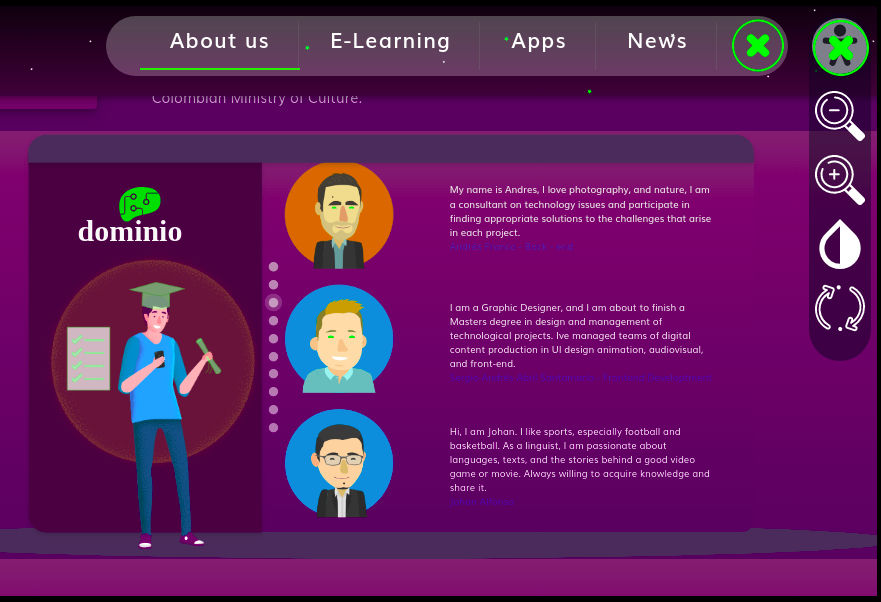 About us
E-Learning
Apps
News
Colombian Ministry of Culture.
dominio
My name is Andres, I love photography, and nature, I am
a consultant on technology issues and participate in
finding appropriate solutions to the challenges that arise
in each project.
I am a Graphic Designer, and I am about to finish a
Masters degree in design and management of
technological projects. Ive managed teams of digital
content production in UI design animation, audiovisual,
and front-end.
Hi, I am Johan. I like sports, especially football and
basketball. As a linguist, I am passionate about
languages, texts, and the stories behind a good video
game or movie. Always willing to acquire knowledge and
share it.